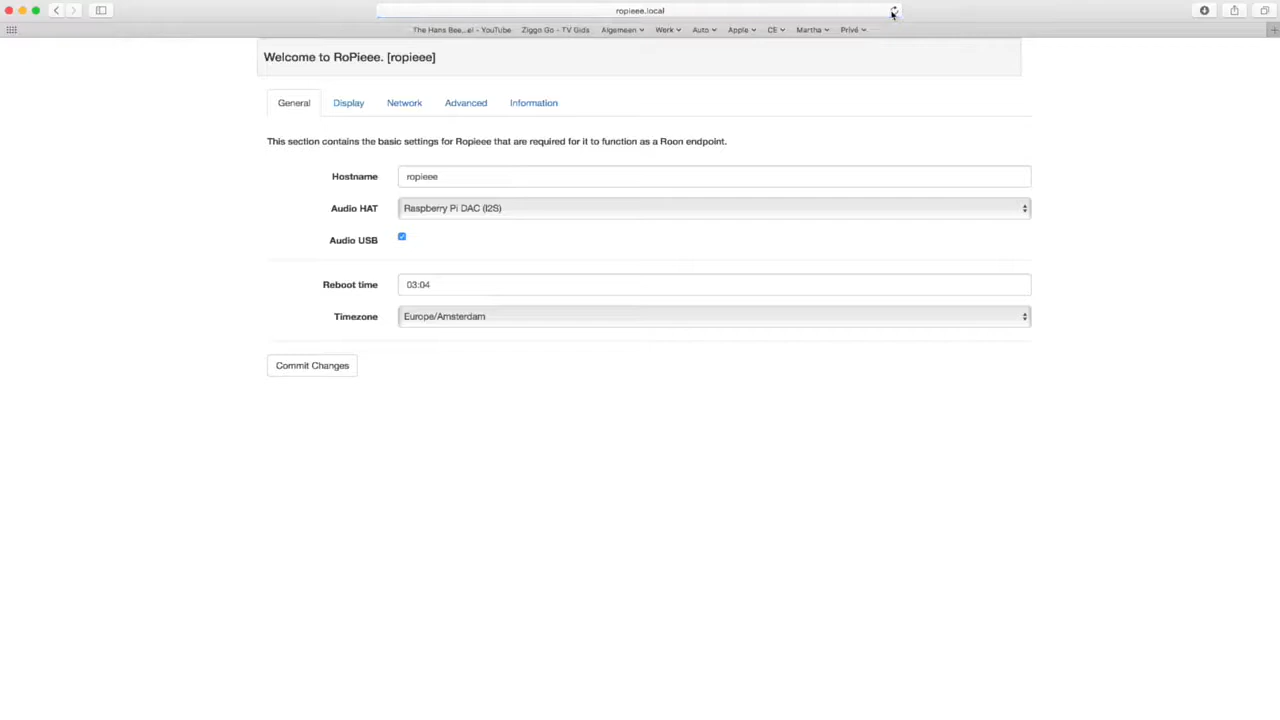 ropieee.local
The Hans Bee...el - YouTube Ziggo Go - TV Gids Algemeen Werk Auto Apple CE Martha Privé
Welcome to RoPieee. [ropieee]
General Display Network Advanced Information
This section contains the basic settings for Ropieee that are required for it to function as a Roon endpoint.
Hostname ropieee
Audio HAT Raspberry Pi DAC (I2S)
Audio USB
Reboot time 03:04
Timezone Europe/Amsterdam
Commit Changes